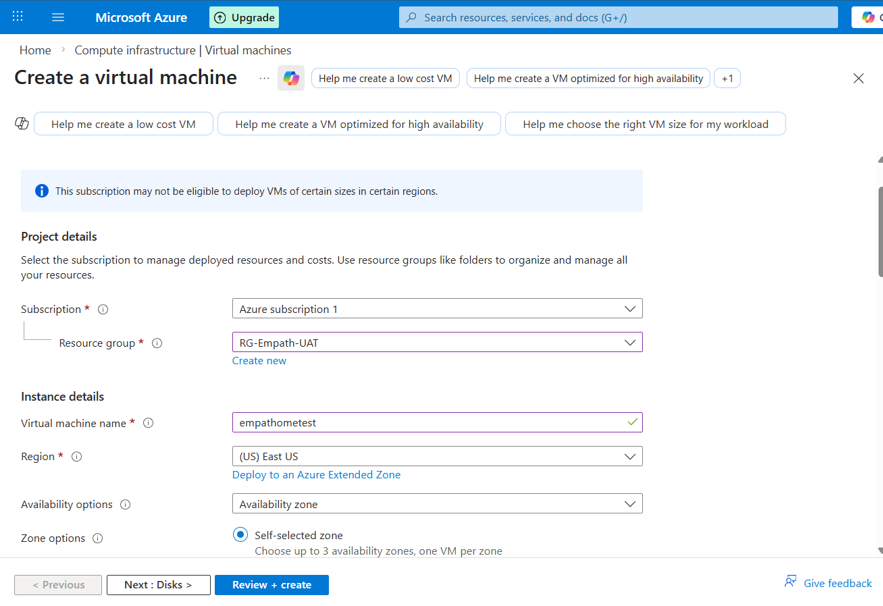 Microsoft Azure
Upgrade
Search resources, services, and docs (G+/)
Home > Compute infrastructure | Virtual machines
Create a virtual machine ... Help me create a low cost VM Help me create a VM optimized for high availability +1
Help me create a low cost VM Help me create a VM optimized for high availability Help me choose the right VM size for my workload
This subscription may not be eligible to deploy VMs of certain sizes in certain regions.
Project details
Select the subscription to manage deployed resources and costs. Use resource groups like folders to organize and manage all
your resources.
Subscription * Azure subscription 1
Resource group * RG-Empath-UAT
Create new
Instance details
Virtual machine name * empathometest
Region * (US) East US
Deploy to an Azure Extended Zone
Availability options Availability zone
Zone options Self-selected zone
Choose up to 3 availability zones, one VM per zone
< Previous Next : Disks > Review + create Give feedback